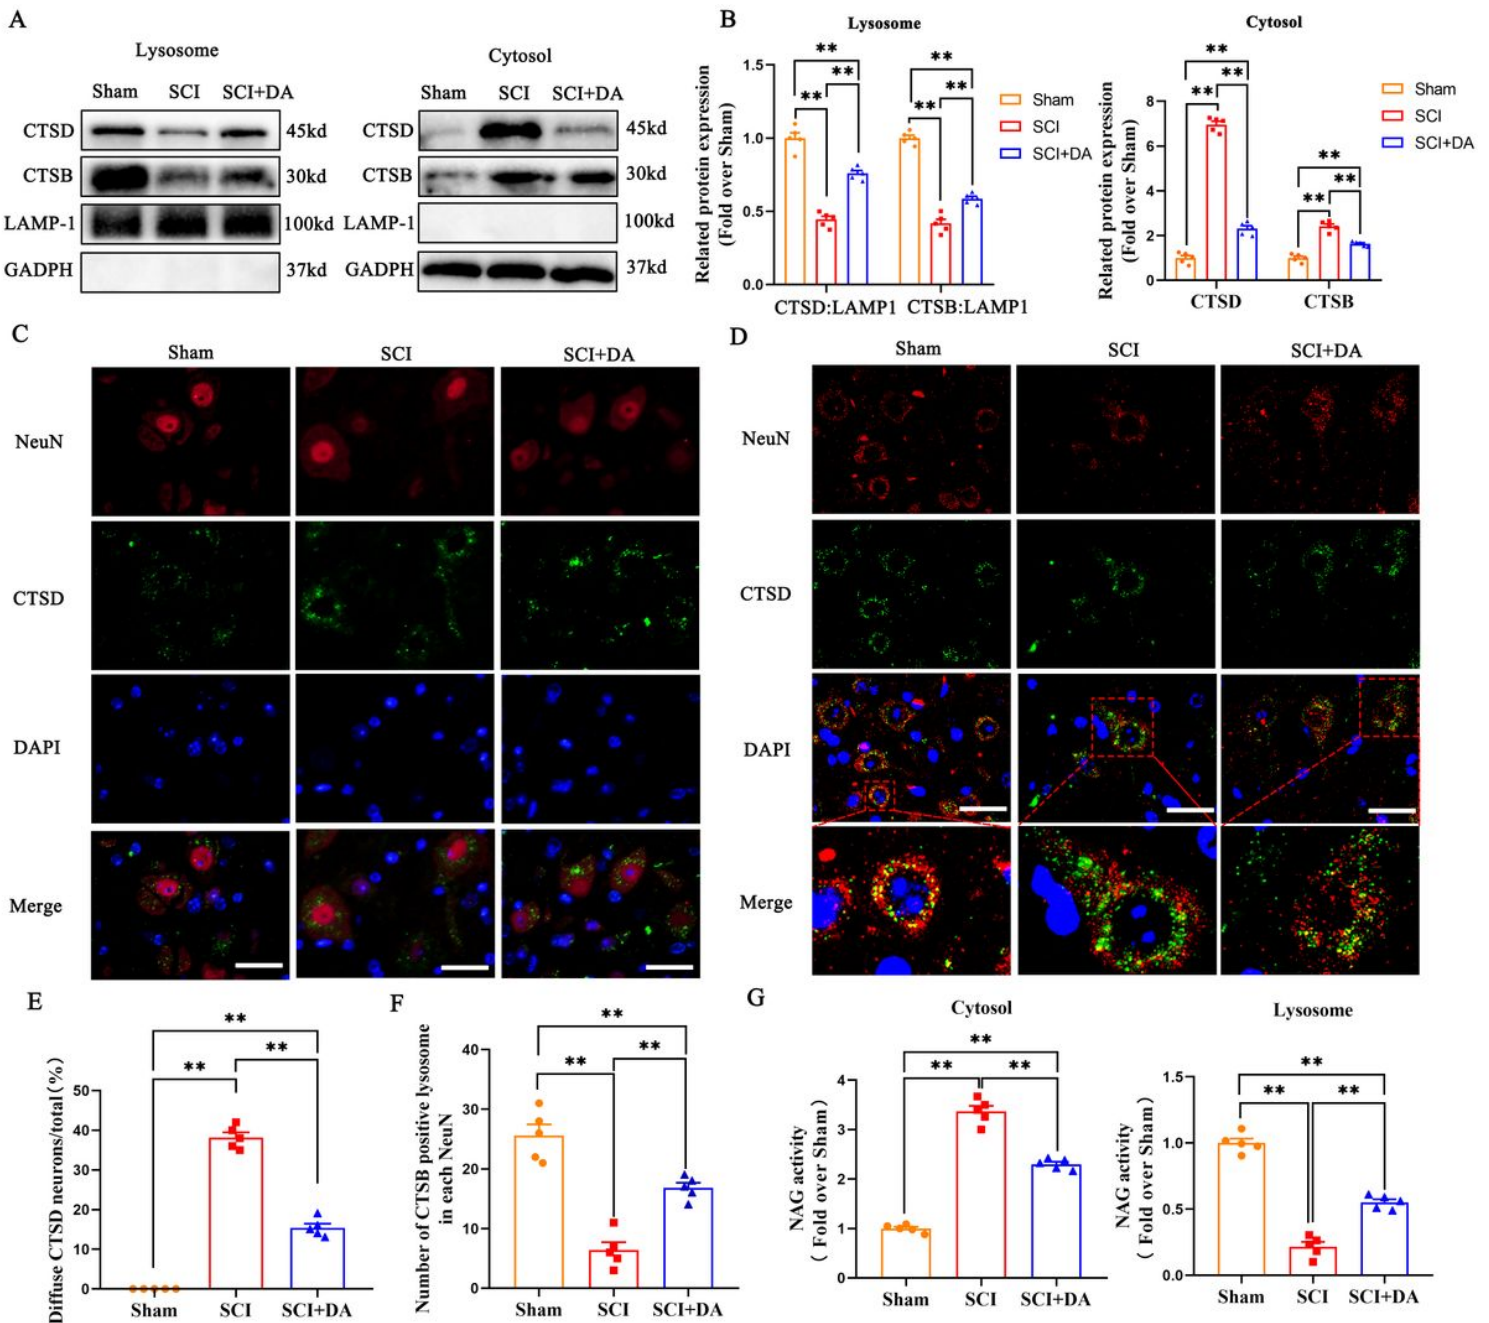 A
Lysosome
Cytosol
Sham SCI SCI+DA
Sham SCI SCI+DA
CTSD 45kd
CTSD 45kd
CTSB 30kd
CTSB 30kd
LAMP-1 100kd
LAMP-1 100kd
GADPH 37kd
GADPH 37kd
B
Lysosome
Related protein expression
(Fold over Sham)
1.5
1.0
0.5
0.0
** ** **
** ** **
CTSD:LAMP1 CTSB:LAMP1
Sham
SCI
SCI+DA
Cytosol
Related protein expression
(Fold over Sham)
8
6
4
2
0
** ** **
** ** **
CTSD CTSB
Sham
SCI
SCI+DA
C
Sham SCI SCI+DA
NeuN
CTSD
DAPI
Merge
D
Sham SCI SCI+DA
NeuN
CTSD
DAPI
Merge
E
Diffuse CTSD neurons/total(%)
50
40
30
20
10
0
**
** **
Sham SCI SCI+DA
F
Number of CTSB positive lysosome
in each NeuN
40
30
20
10
0
**
** **
Sham SCI SCI+DA
G
Cytosol
NAG activity
( Fold over Sham )
4
3
2
1
0
**
** **
Sham SCI SCI+DA
Lysosome
NAG activity
( Fold over Sham )
1.5
1.0
0.5
0.0
**
** **
Sham SCI SCI+DA